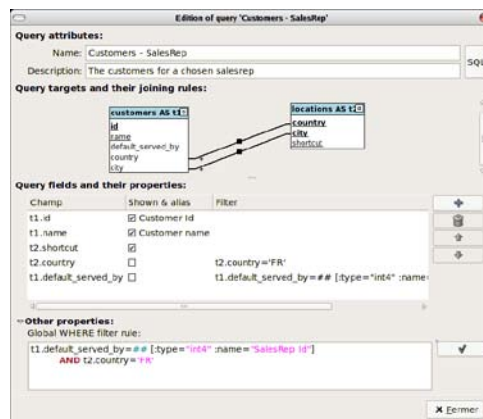 Edition of query 'Customers - SalesRep'
Query attributes:
Name: Customers - SalesRep
Description: The customers for a chosen salesrep
SQL
Query targets and their joining rules:
customers AS t1
id
name
default_served_by
country
city
locations AS t2
country
city
shortcut
Query fields and their properties:
Champ Shown & alias Filter
t1.id Customer Id
t1.name Customer name
t2.shortcut
t2.country t2.country='FR'
t1.default_served_by t1.default_served_by=## [:type="int4" :name=
Other properties:
Global WHERE filter rule:
t1.default_served_by=## [:type="int4" :name="SalesRep Id"]
AND t2.country='FR'
Fermer